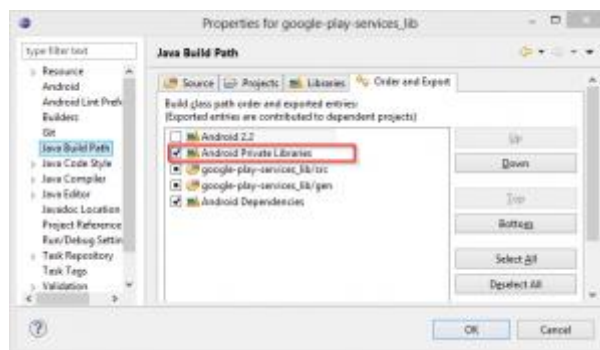 Properties for google-play-services_lib
type filter text
Java Build Path
Resource
Android
Android Lint Prefe
Builders
Git
Java Build Path
Java Code Style
Java Compiler
Java Editor
Javadoc Location
Project Reference
Run/Debug Settin
Task Repository
Task Tags
Validation
Source
Projects
Libraries
Order and Export
Build class path order and exported entries:
(Exported entries are contributed to dependent projects)
Android 2.2
Android Private Libraries
google-play-services_lib/src
google-play-services_lib/gen
Android Dependencies
Up
Down
Top
Bottom
Select All
Deselect All
OK
Cancel